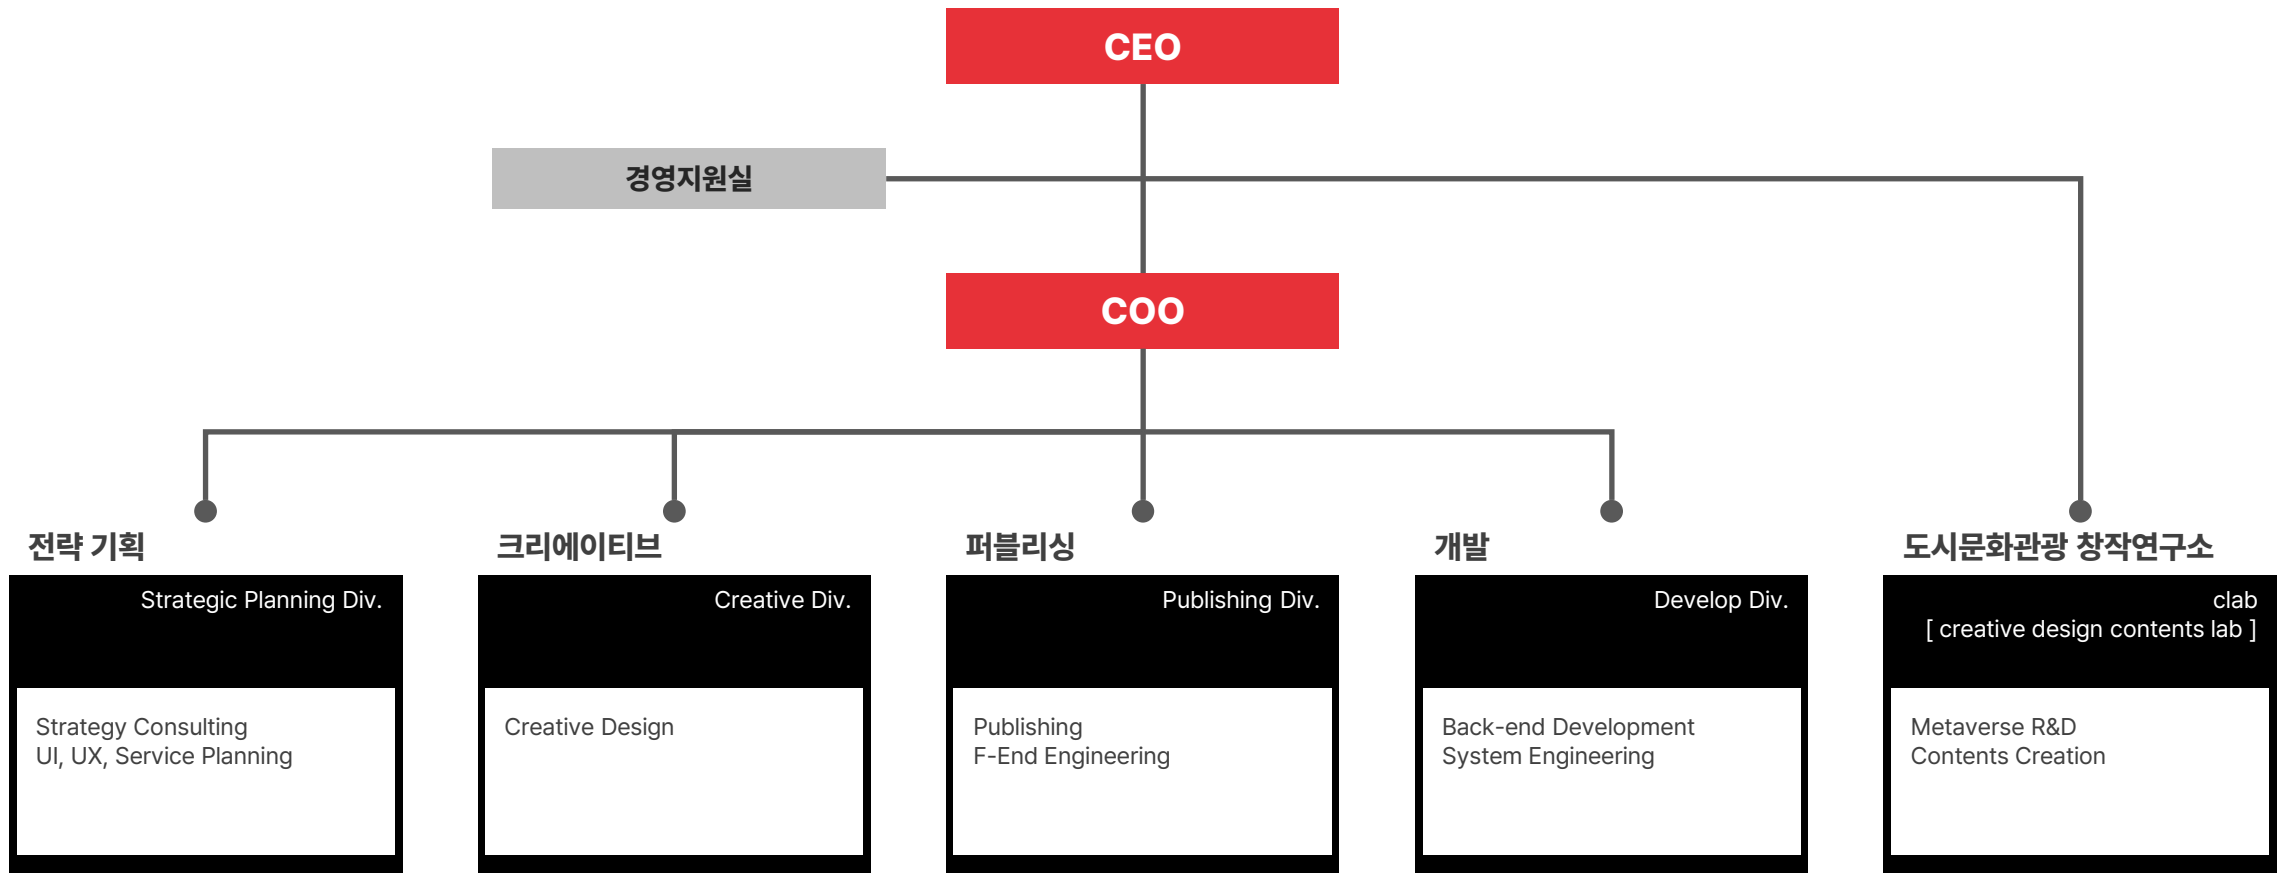 CEO
경영지원실
COO
전략 기획
Strategic Planning Div.
Strategy Consulting
UI, UX, Service Planning
크리에이티브
Creative Div.
Creative Design
퍼블리싱
Publishing Div.
Publishing
F-End Engineering
개발
Develop Div.
Back-end Development
System Engineering
도시문화관광 창작연구소
clab
[ creative design contents lab ]
Metaverse R&D
Contents Creation